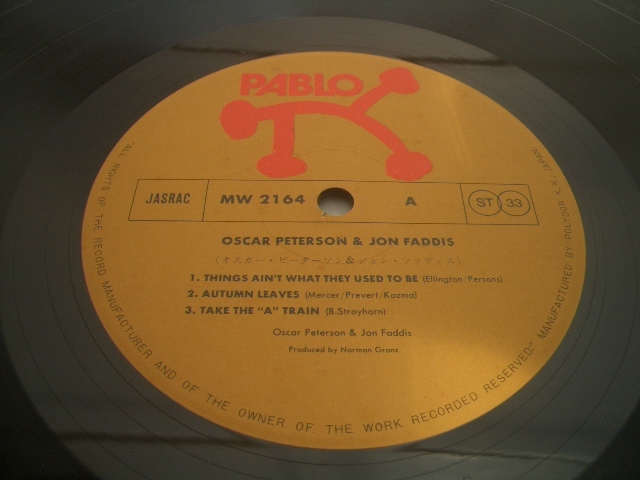 PABLO
JASRAC
MW 2164
A
ST 33
OSCAR PETERSON & JON FADDIS
(オスカー・ピーターソン&ジョン・ファディス)
1. THINGS AIN'T WHAT THEY USED TO BE (Ellington/Persons)
2. AUTUMN LEAVES (Mercer/Prevert/Kozma)
3. TAKE THE "A" TRAIN (B.Strayhorn)
Oscar Peterson & Jon Faddis
Produced by Norman Granz
"ALL RIGHTS OF THE RECORD MANUFACTURER AND OF THE OWNER OF THE WORK RECORDED RESERVED" MANUFACTURED BY POLYDOR K.K., JAPAN